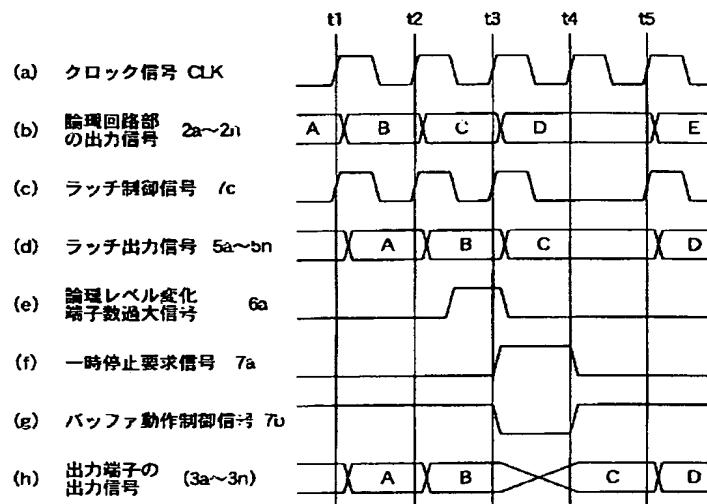 t1 t2 t3 t4 t5
(a) クロック信号 CLK
(b) 論理回路部の出力信号 2a〜2n A B C D E
(c) ラッチ制御信号 7c
(d) ラッチ出力信号 5a〜5n A B C D
(e) 論理レベル変化端子数過大信号 6a
(f) 一時停止要求信号 7a
(g) バッファ動作制御信号 7b
(h) 出力端子の出力信号 (3a〜3n) A B C D